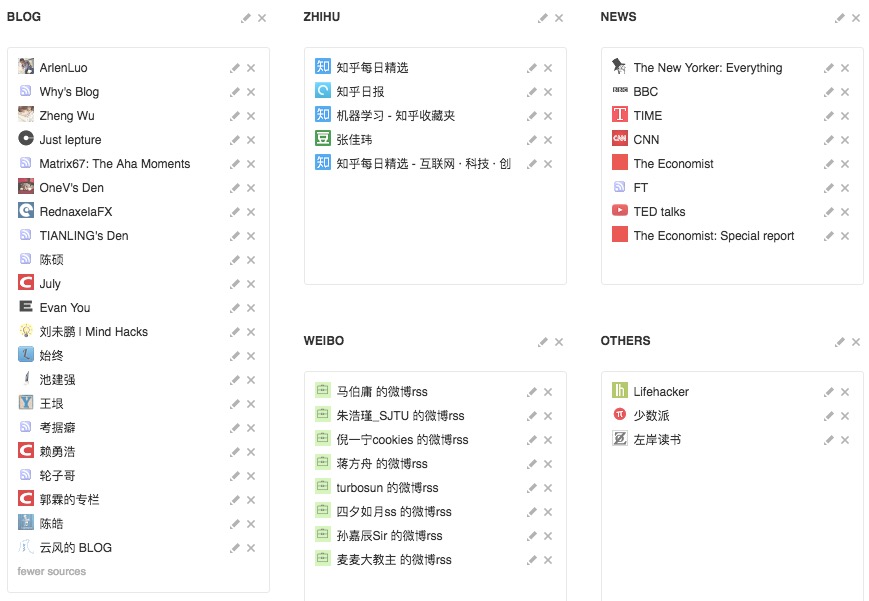 BLOG
ArlenLuo
Why's Blog
Zheng Wu
Just lepture
Matrix67: The Aha Moments
OneV's Den
RednaxelaFX
TIANLING's Den
陈硕
July
Evan You
刘未鹏 | Mind Hacks
始终
池建强
王垠
考据癖
赖勇浩
轮子哥
郭霖的专栏
陈皓
云风的 BLOG
fewer sources
ZHIHU
知乎每日精选
知乎日报
机器学习 - 知乎收藏夹
张佳玮
知乎每日精选 - 互联网 · 科技 · 创
WEIBO
马伯庸 的微博rss
朱浩瑾_SJTU 的微博rss
倪一宁cookies 的微博rss
蒋方舟 的微博rss
turbosun 的微博rss
四夕如月ss 的微博rss
孙嘉辰Sir 的微博rss
麦麦大教主 的微博rss
NEWS
The New Yorker: Everything
BBC
TIME
CNN
The Economist
FT
TED talks
The Economist: Special report
OTHERS
Lifehacker
少数派
左岸读书